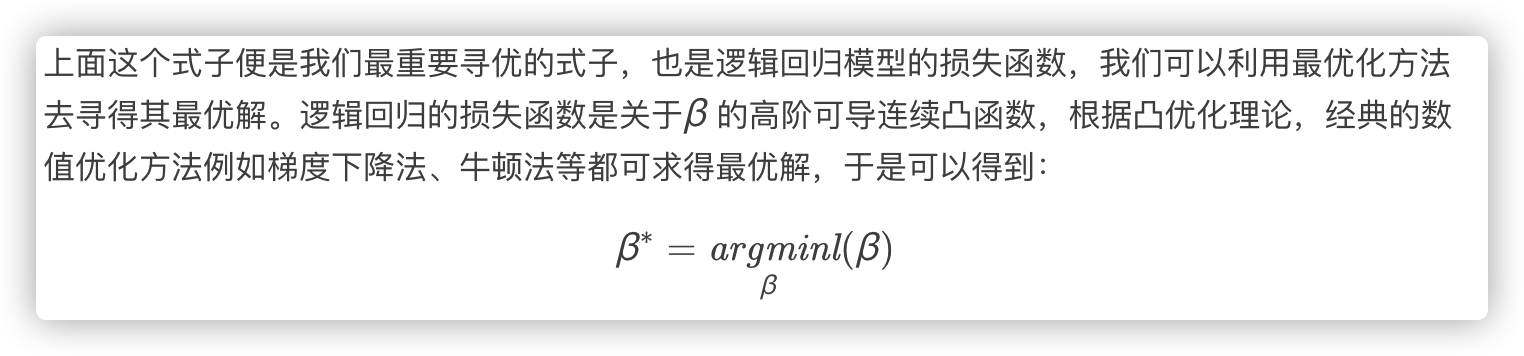 上面这个式子便是我们最重要寻优的式子，也是逻辑回归模型的损失函数，我们可以利用最优化方法
去寻得其最优解。逻辑回归的损失函数是关于β 的高阶可导连续凸函数，根据凸优化理论，经典的数
值优化方法例如梯度下降法、牛顿法等都可求得最优解，于是可以得到：
β* = argminl(β)
β